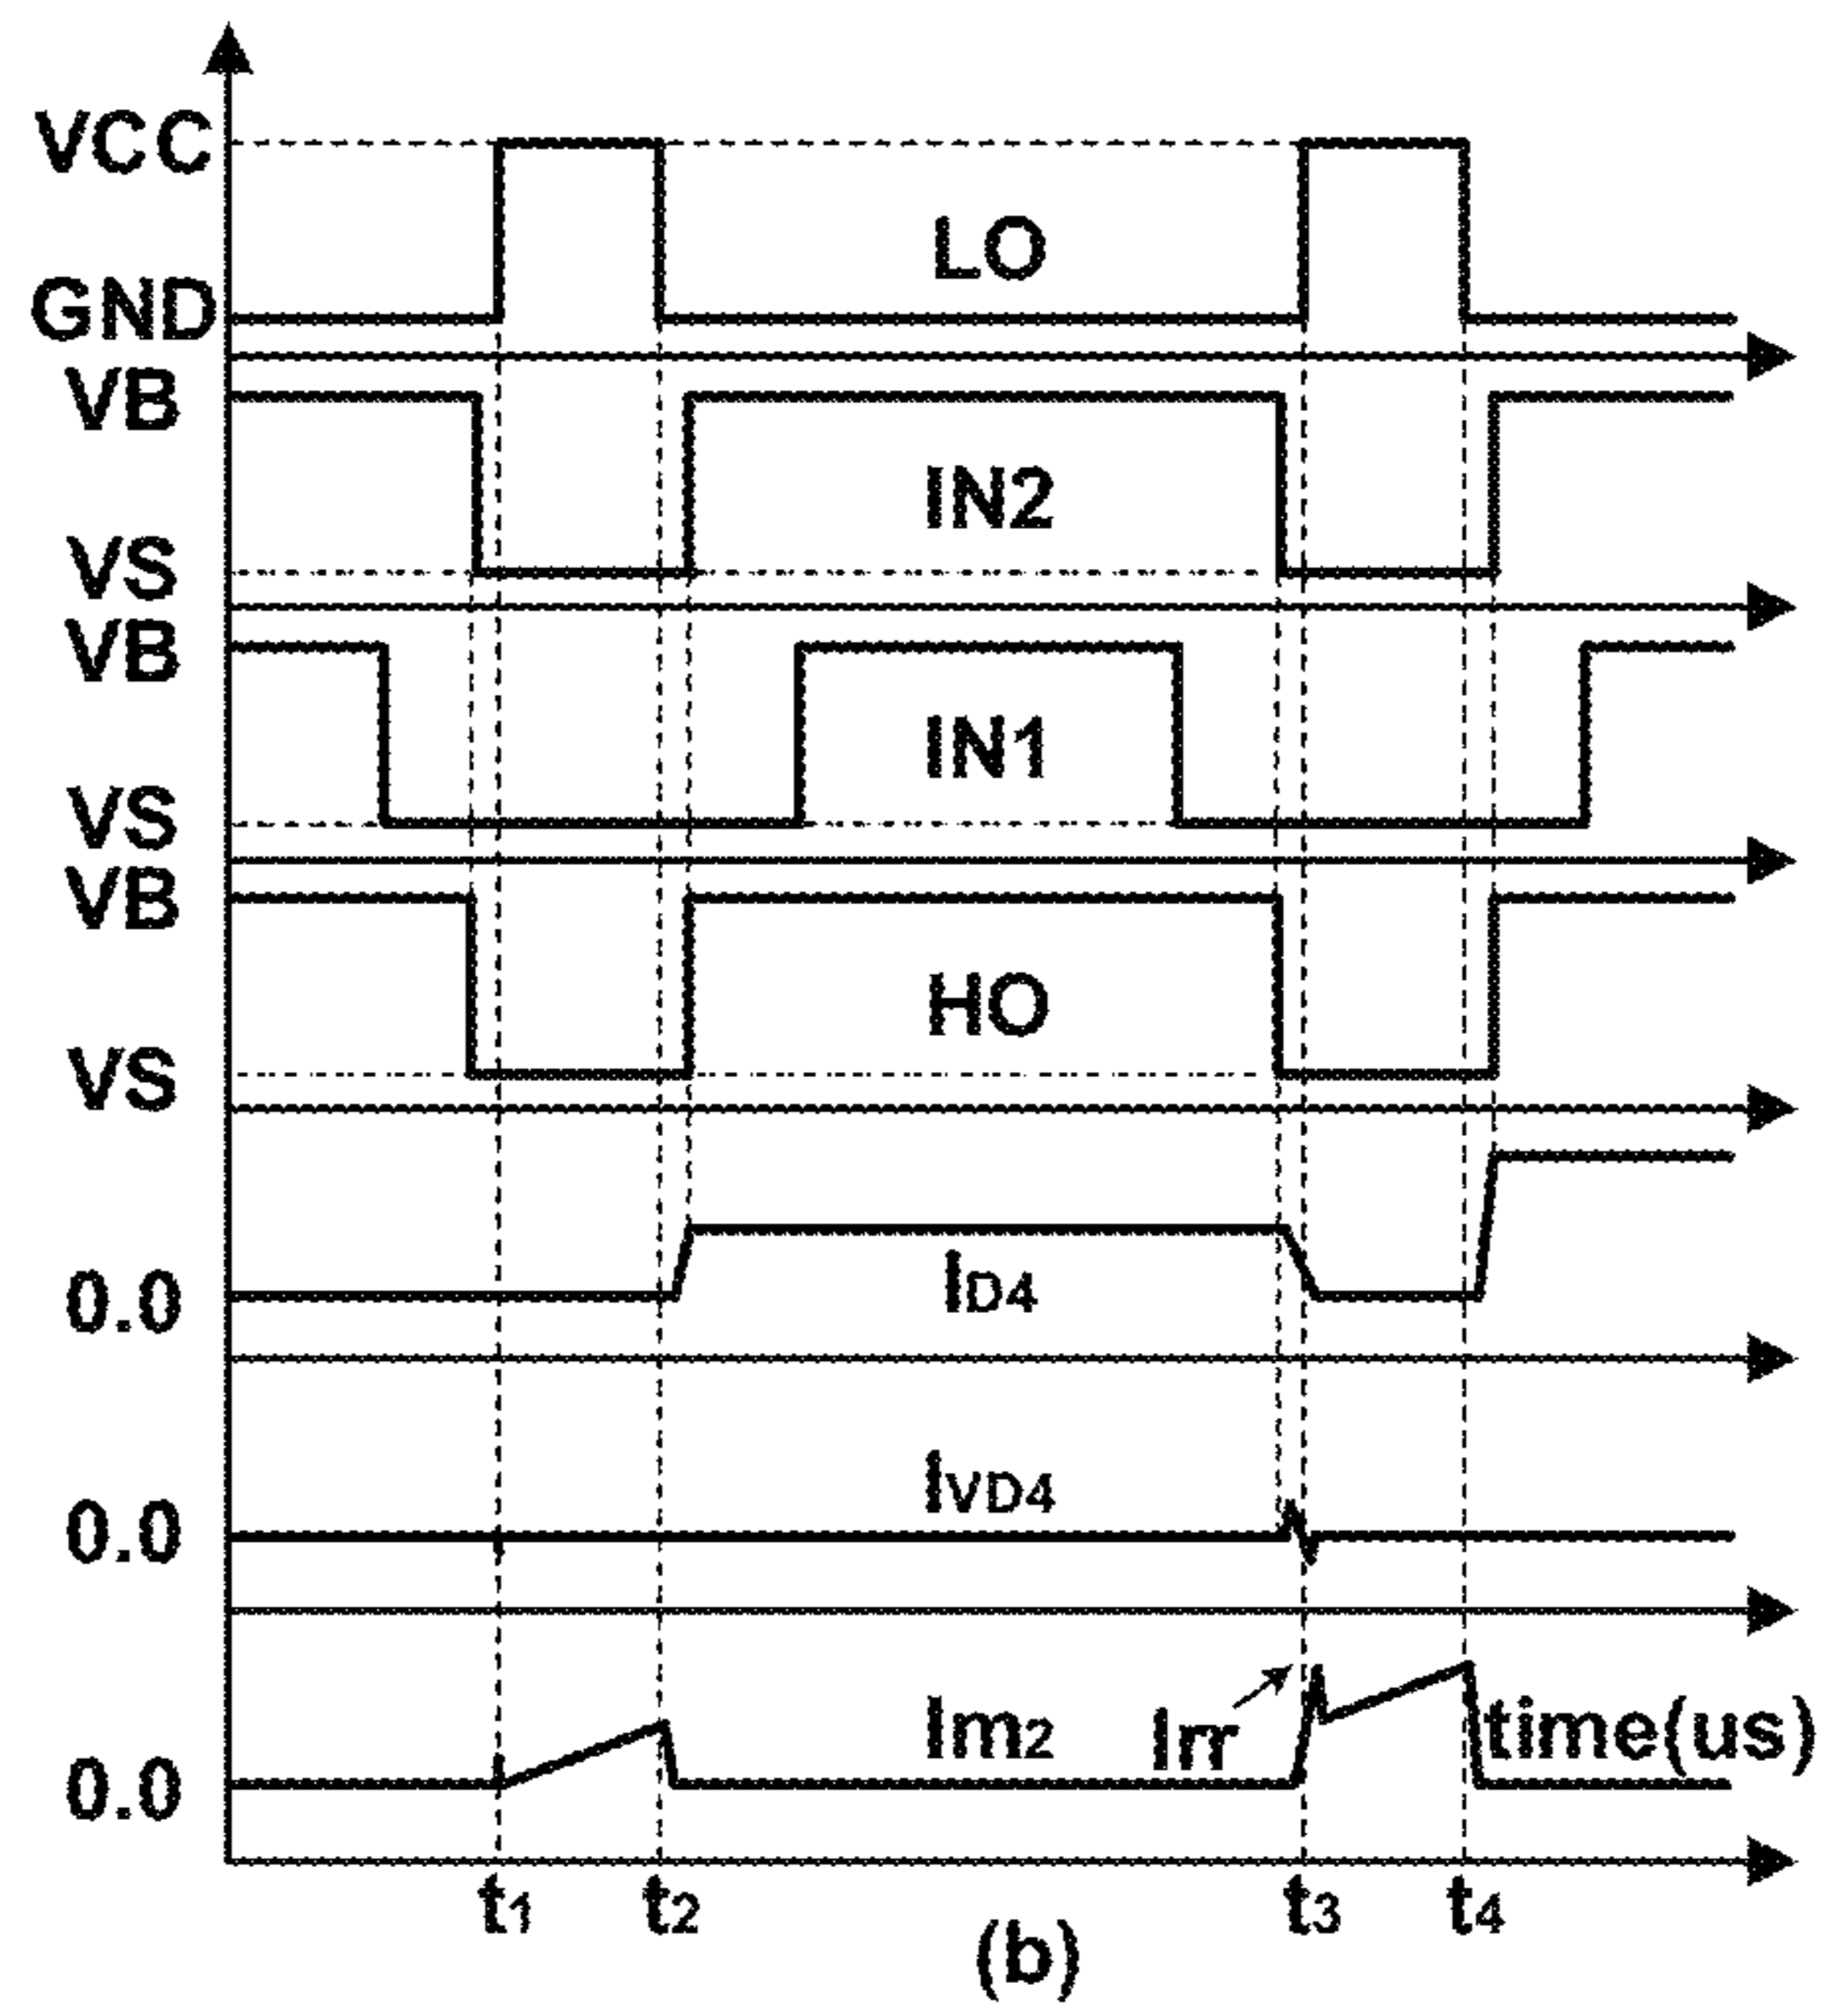 VCC
LO
GND
VB
IN2
VS
VB
IN1
VS
VB
HO
VS
ID4
0.0
IVD4
0.0
Im2
Irr
time(us)
0.0
t1
t2
t3
t4
(b)